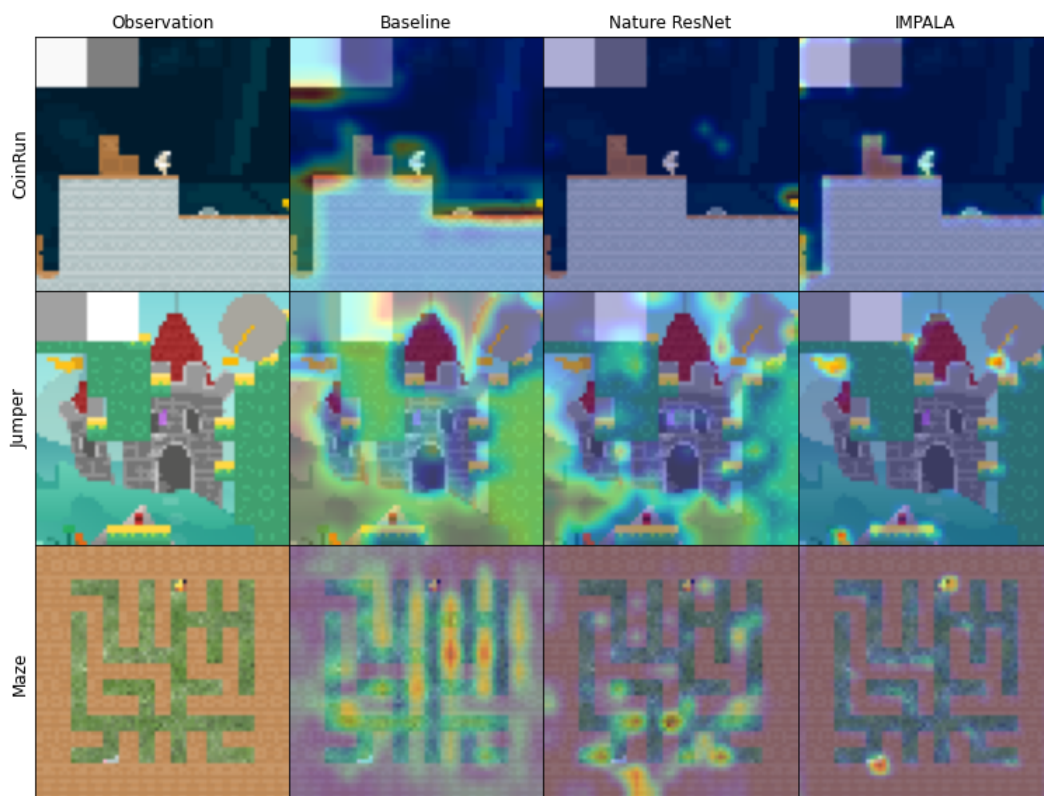 Observation
Baseline
Nature ResNet
IMPALA
CoinRun
Jumper
Maze